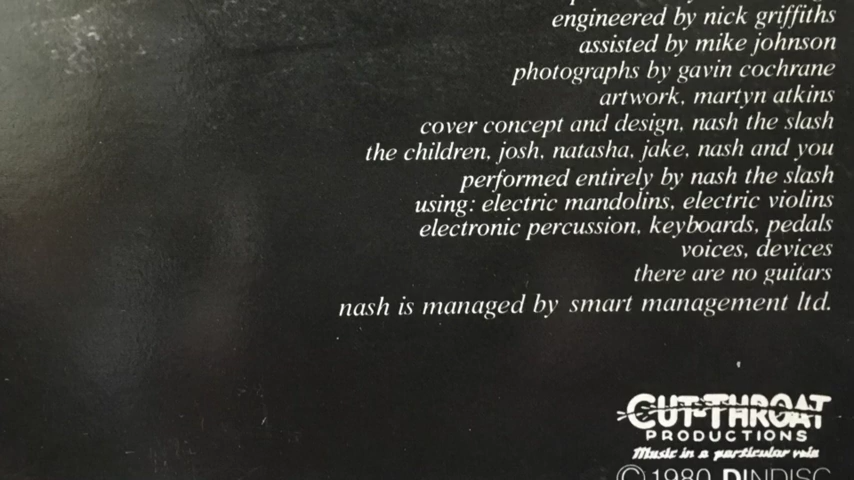 engineered by nick griffiths
assisted by mike johnson
photographs by gavin cochrane
artwork, martyn atkins
cover concept and design, nash the slash
the children, josh, natasha, jake, nash and you
performed entirely by nash the slash
using: electric mandolins, electric violins
electronic percussion, keyboards, pedals
voices, devices
there are no guitars
nash is managed by smart management ltd.
CUT-THROAT
PRODUCTIONS
Music in a particular vein
© 1980 DINDISC